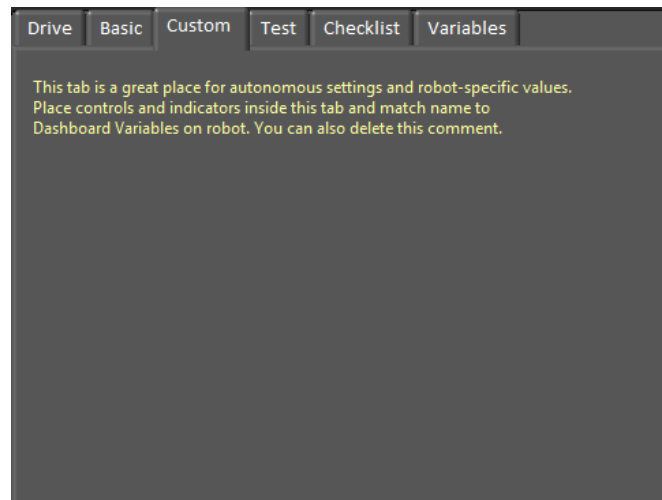 Drive Basic Custom Test Checklist Variables
This tab is a great place for autonomous settings and robot-specific values.
Place controls and indicators inside this tab and match name to
Dashboard Variables on robot. You can also delete this comment.